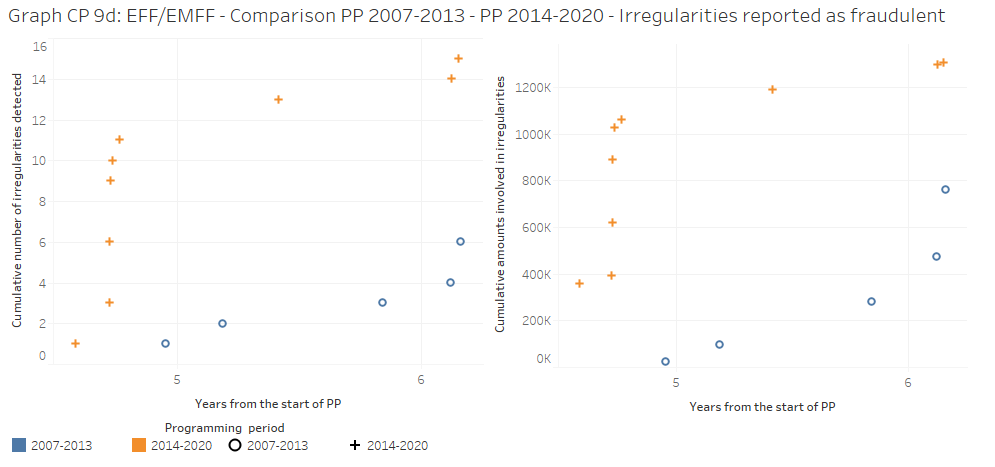 Graph CP 9d: EFF/EMFF - Comparison PP 2007-2013 - PP 2014-2020 - Irregularities reported as fraudulent
Cumulative number of irregularities detected
16
14
12
10
8
6
4
2
0
5
6
Years from the start of PP
Cumulative amounts involved in irregularities
1200K
1000K
800K
600K
400K
200K
0K
5
6
Years from the start of PP
Programming period
2007-2013
2014-2020
2007-2013
2014-2020